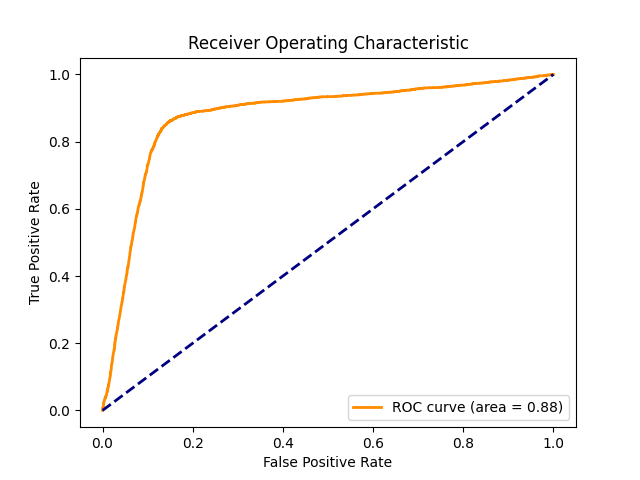 Receiver Operating Characteristic
1.0
0.8
0.6
0.4
0.2
0.0
True Positive Rate
ROC curve (area = 0.88)
0.0 0.2 0.4 0.6 0.8 1.0
False Positive Rate